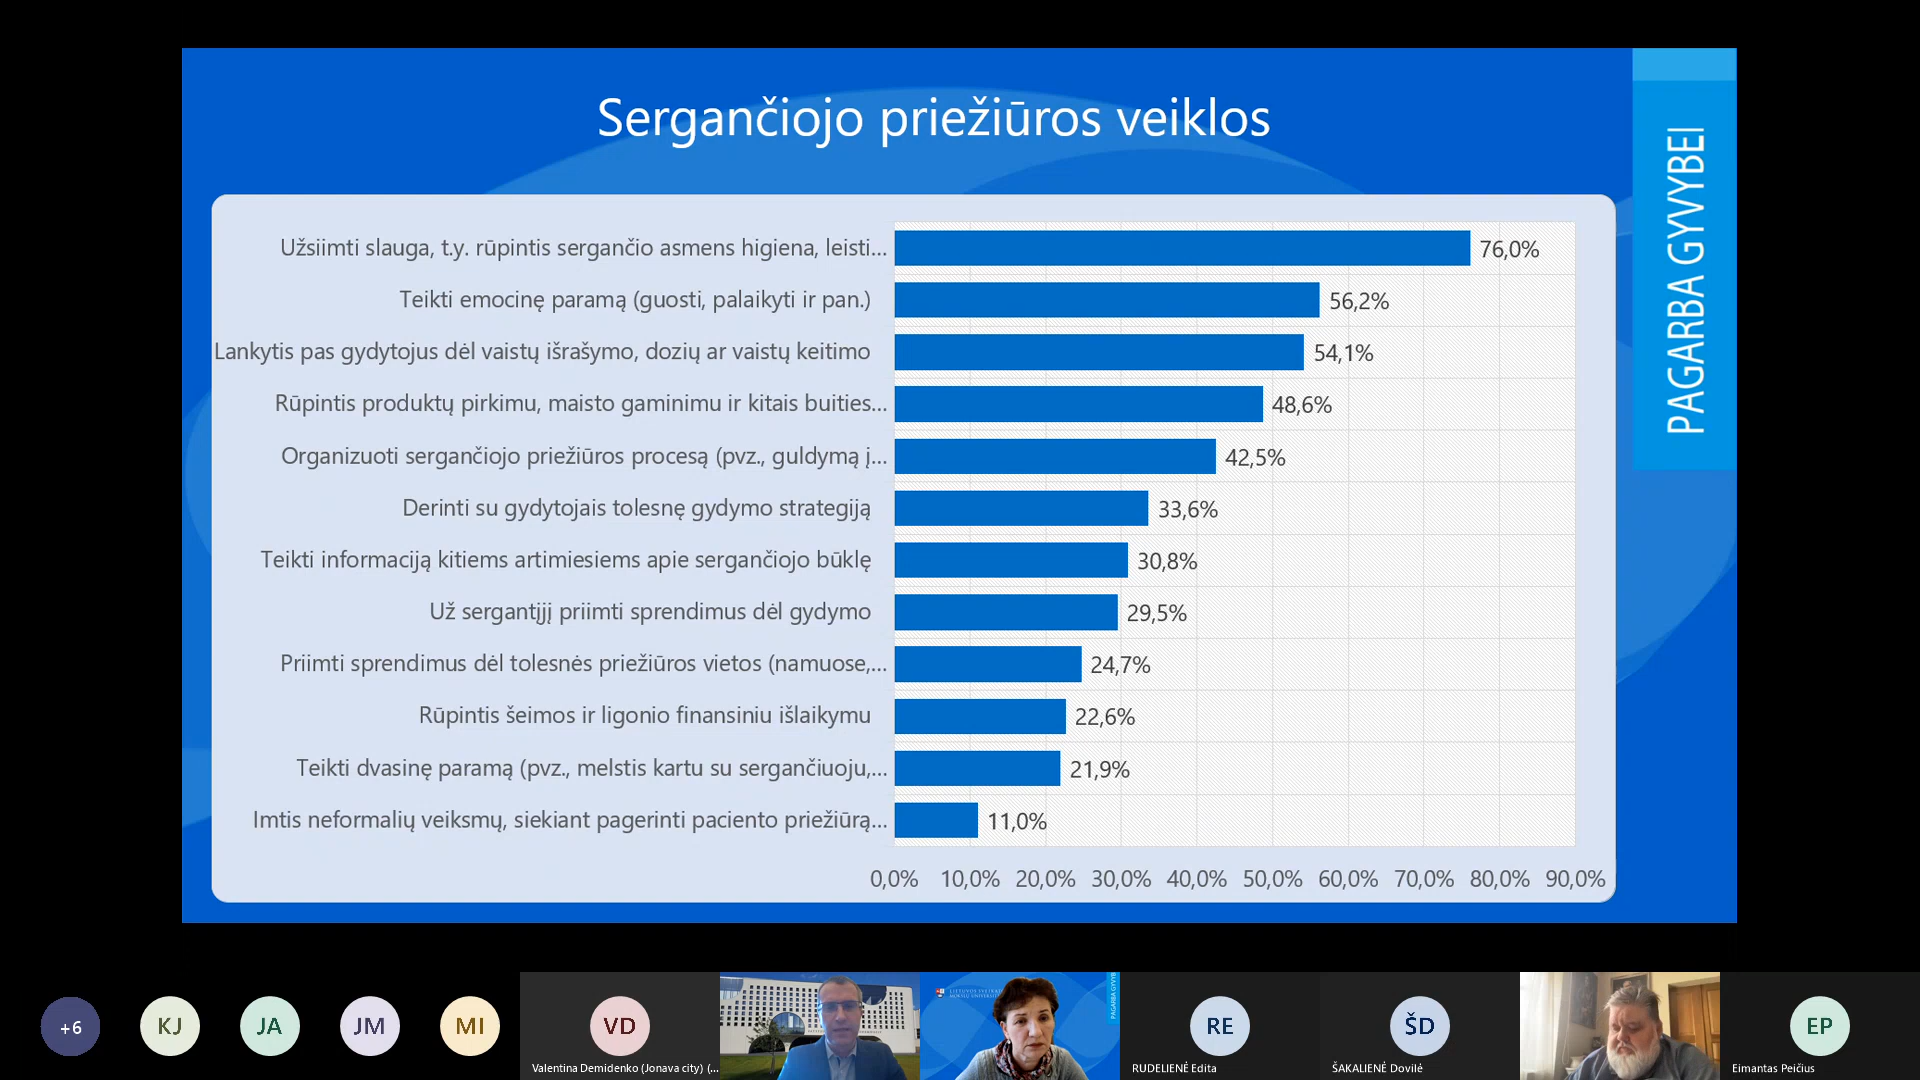 Sergančiojo priežiūros veiklos
PAGARBA GYVYBEI
Užsiimti slauga, t.y. rūpintis sergančio asmens higiena, leisti... 76,0%
Teikti emocinę paramą (guosti, palaikyti ir pan.) 56,2%
Lankytis pas gydytojus dėl vaistų išrašymo, dozių ar vaistų keitimo 54,1%
Rūpintis produktų pirkimu, maisto gaminimu ir kitais buities... 48,6%
Organizuoti sergančiojo priežiūros procesą (pvz., guldymą į... 42,5%
Derinti su gydytojais tolesnę gydymo strategiją 33,6%
Teikti informaciją kitiems artimiesiems apie sergančiojo būklę 30,8%
Už sergantįjį priimti sprendimus dėl gydymo 29,5%
Priimti sprendimus dėl tolesnės priežiūros vietos (namuose,... 24,7%
Rūpintis šeimos ir ligonio finansiniu išlaikymu 22,6%
Teikti dvasinę paramą (pvz., melstis kartu su sergančiuoju,... 21,9%
Imtis neformalių veiksmų, siekiant pagerinti paciento priežiūrą... 11,0%
0,0% 10,0% 20,0% 30,0% 40,0% 50,0% 60,0% 70,0% 80,0% 90,0%
+6 KJ JA JM MI VD RE ŠD EP
Valentina Demidenko (Jonava city) (... RUDELIENĖ Edita ŠAKALIENĖ Dovilė Eimantas Peičius